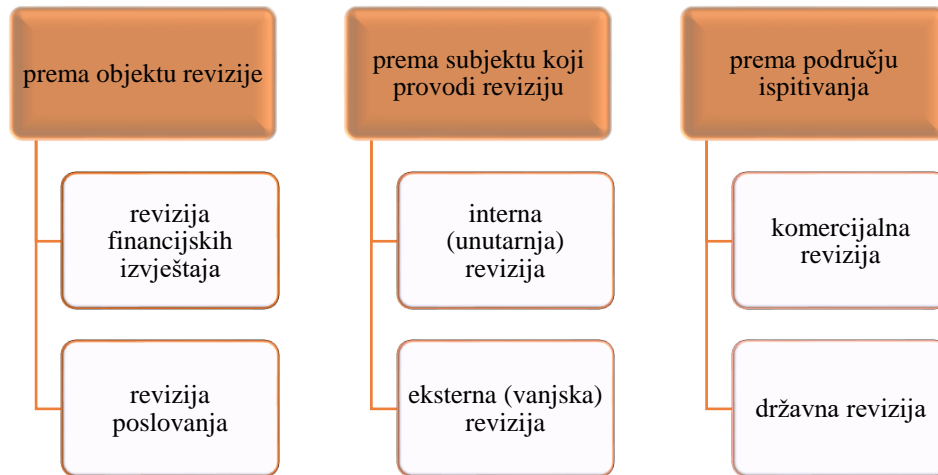 prema objektu revizije
revizija
financijskih
izvještaja
revizija
poslovanja
prema subjektu koji
provodi reviziju
interna
(unutarnja)
revizija
eksterna (vanjska)
revizija
prema području
ispitivanja
komercijalna
revizija
državna revizija